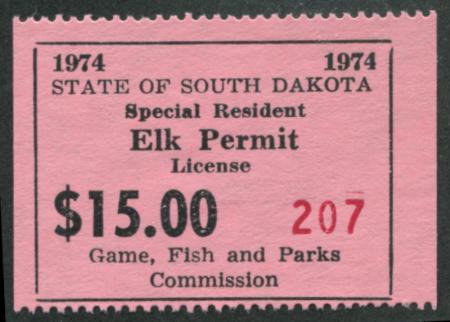 1974 1974
STATE OF SOUTH DAKOTA
Special Resident
Elk Permit
License
$15.00 207
Game, Fish and Parks
Commission